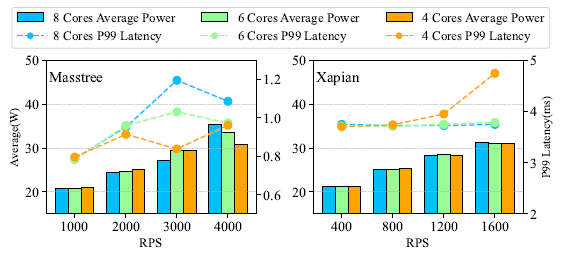 8 Cores Average Power 6 Cores Average Power 4 Cores Average Power
8 Cores P99 Latency 6 Cores P99 Latency 4 Cores P99 Latency
Masstree
Average(W)
50
40
30
20
1.2
1.0
0.8
0.6
1000 2000 3000 4000
RPS
Xapian
50
40
30
20
5
4
3
2
P99 Latency(ms)
400 800 1200 1600
RPS